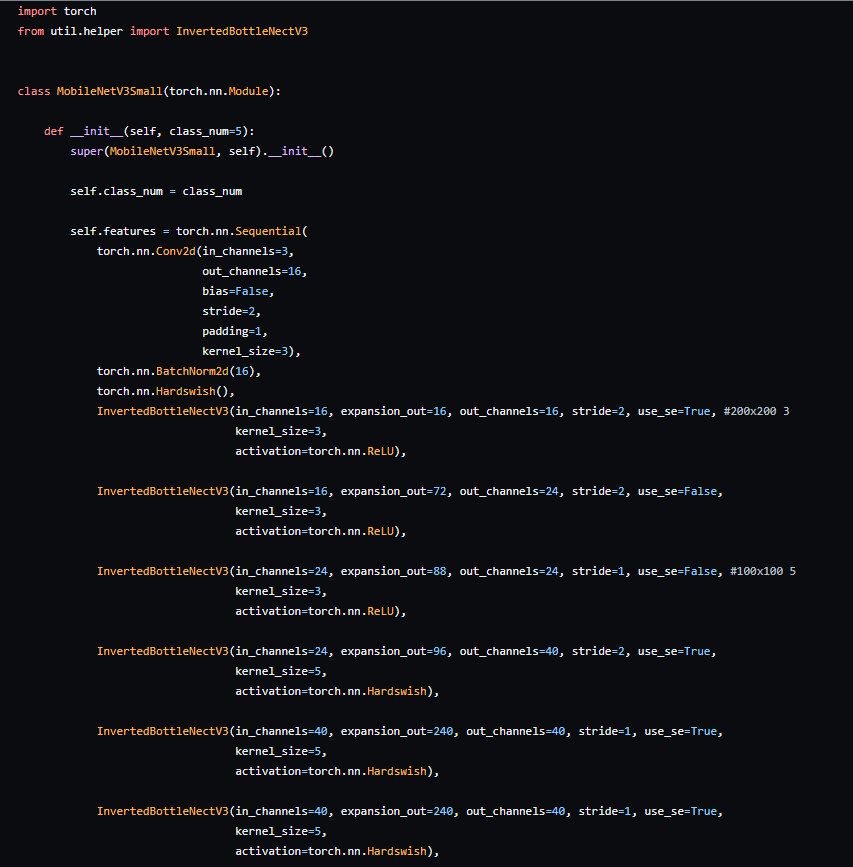 import torch
from util.helper import InvertedBottleNectV3
class MobileNetV3Small(torch.nn.Module):
def __init__(self, class_num=5):
super(MobileNetV3Small, self).__init__()
self.class_num = class_num
self.features = torch.nn.Sequential(
torch.nn.Conv2d(in_channels=3,
out_channels=16,
bias=False,
stride=2,
padding=1,
kernel_size=3),
torch.nn.BatchNorm2d(16),
torch.nn.Hardswish(),
InvertedBottleNectV3(in_channels=16, expansion_out=16, out_channels=16, stride=2, use_se=True, #200x200 3
kernel_size=3,
activation=torch.nn.ReLU),
InvertedBottleNectV3(in_channels=16, expansion_out=72, out_channels=24, stride=2, use_se=False,
kernel_size=3,
activation=torch.nn.ReLU),
InvertedBottleNectV3(in_channels=24, expansion_out=88, out_channels=24, stride=1, use_se=False, #100x100 5
kernel_size=3,
activation=torch.nn.ReLU),
InvertedBottleNectV3(in_channels=24, expansion_out=96, out_channels=40, stride=2, use_se=True,
kernel_size=5,
activation=torch.nn.Hardswish),
InvertedBottleNectV3(in_channels=40, expansion_out=240, out_channels=40, stride=1, use_se=True,
kernel_size=5,
activation=torch.nn.Hardswish),
InvertedBottleNectV3(in_channels=40, expansion_out=240, out_channels=40, stride=1, use_se=True,
kernel_size=5,
activation=torch.nn.Hardswish),